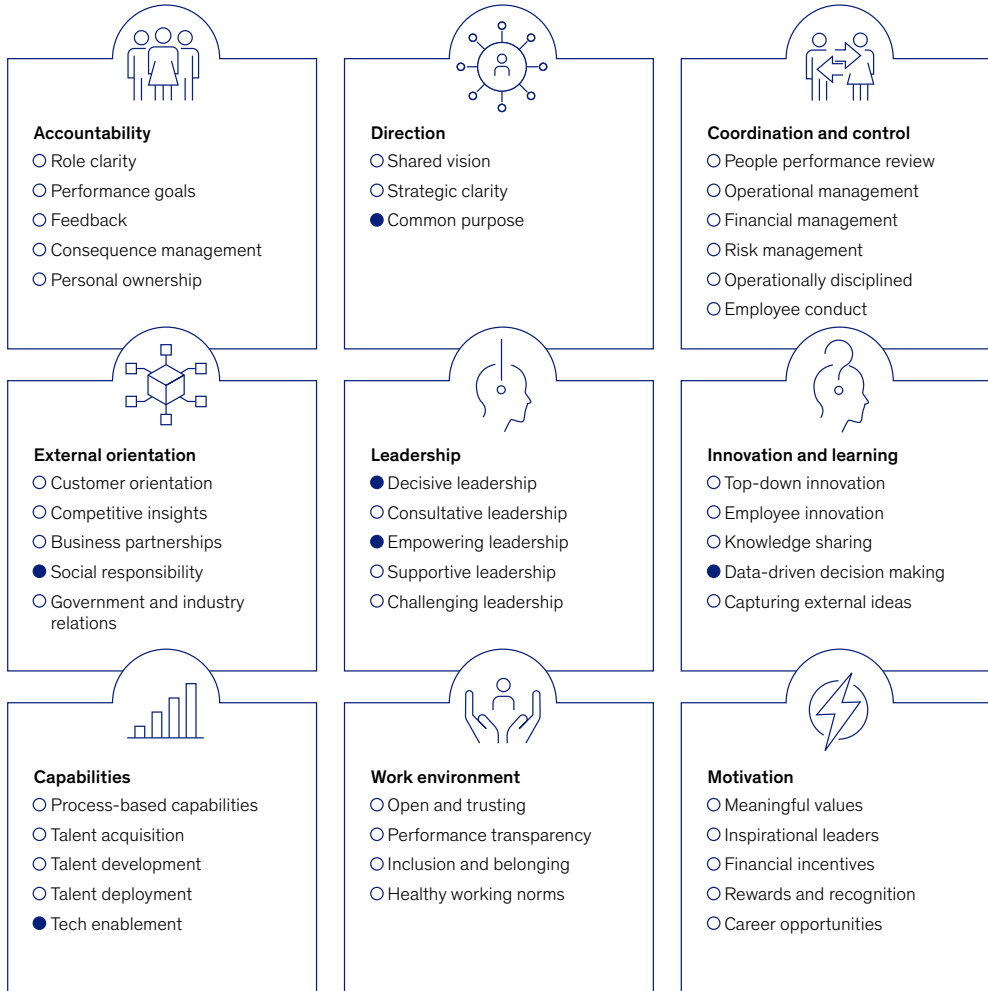 Accountability
Role clarity
Performance goals
Feedback
Consequence management
Personal ownership
Direction
Shared vision
Strategic clarity
Common purpose
Coordination and control
People performance review
Operational management
Financial management
Risk management
Operationally disciplined
Employee conduct
External orientation
Customer orientation
Competitive insights
Business partnerships
Social responsibility
Government and industry
relations
Leadership
Decisive leadership
Consultative leadership
Empowering leadership
Supportive leadership
Challenging leadership
Innovation and learning
Top-down innovation
Employee innovation
Knowledge sharing
Data-driven decision making
Capturing external ideas
Capabilities
Process-based capabilities
Talent acquisition
Talent development
Talent deployment
Tech enablement
Work environment
Open and trusting
Performance transparency
Inclusion and belonging
Healthy working norms
Motivation
Meaningful values
Inspirational leaders
Financial incentives
Rewards and recognition
Career opportunities